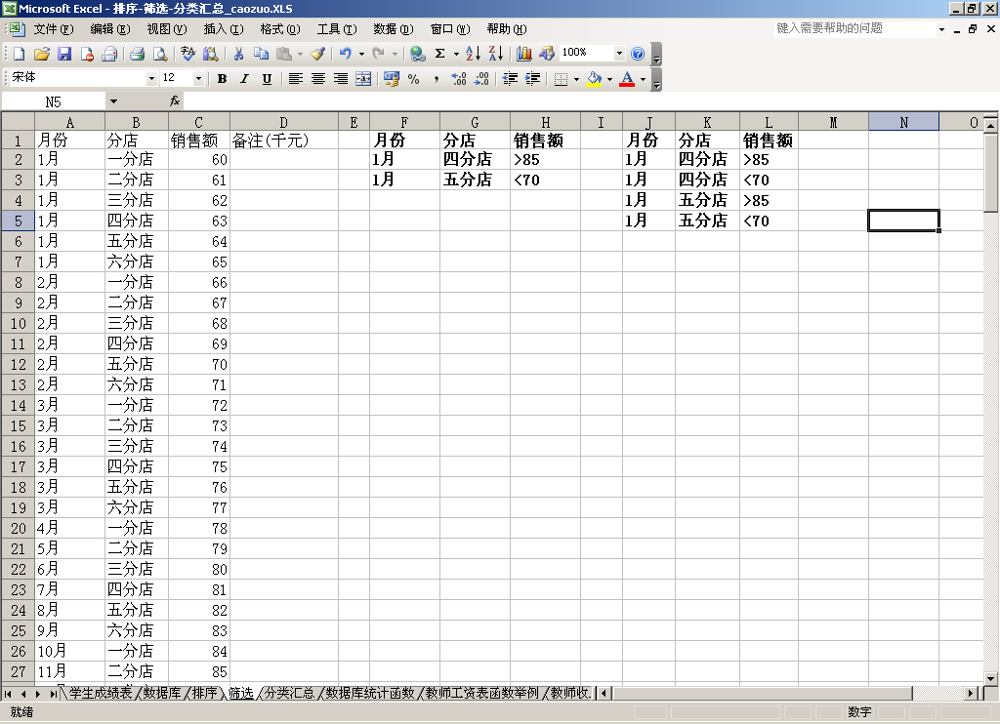 Microsoft Excel - 排序-筛选-分类汇总_caozuo.XLS
文件(F) 编辑(E) 视图(V) 插入(I) 格式(O) 工具(T) 数据(D) 窗口(W) 帮助(H) 键入需要帮助的问题
100%
宋体 12 B I U
N5 fx
A B C D E F G H I J K L M N O
1 月份 分店 销售额 备注(千元) 月份 分店 销售额 月份 分店 销售额
2 1月 一分店 60 1月 四分店 >85 1月 四分店 >85
3 1月 二分店 61 1月 五分店 <70 1月 四分店 <70
4 1月 三分店 62 1月 五分店 >85
5 1月 四分店 63 1月 五分店 <70
6 1月 五分店 64
7 1月 六分店 65
8 2月 一分店 66
9 2月 二分店 67
10 2月 三分店 68
11 2月 四分店 69
12 2月 五分店 70
13 2月 六分店 71
14 3月 一分店 72
15 3月 二分店 73
16 3月 三分店 74
17 3月 四分店 75
18 3月 五分店 76
19 3月 六分店 77
20 4月 一分店 78
21 5月 二分店 79
22 6月 三分店 80
23 7月 四分店 81
24 8月 五分店 82
25 9月 六分店 83
26 10月 一分店 84
27 11月 二分店 85
学生成绩表 数据库 排序 筛选 分类汇总 数据库统计函数 教师工资表函数举例 教师收
就绪 数字